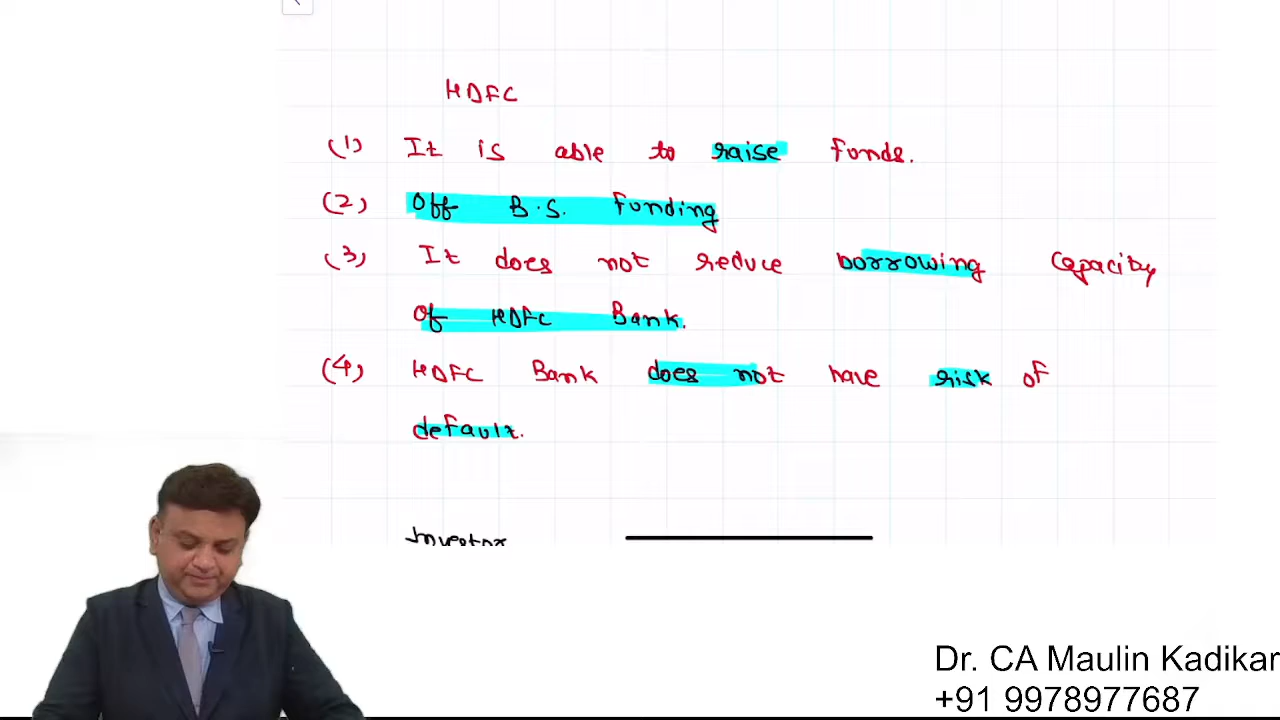 HDFC
(1) It is able to raise funds.
(2) Off B.S. funding
(3) It does not reduce borrowing capacity
of HDFC Bank.
(4) HDFC Bank does not have risk of
default.
Investor
Dr. CA Maulin Kadikar
+91 9978977687